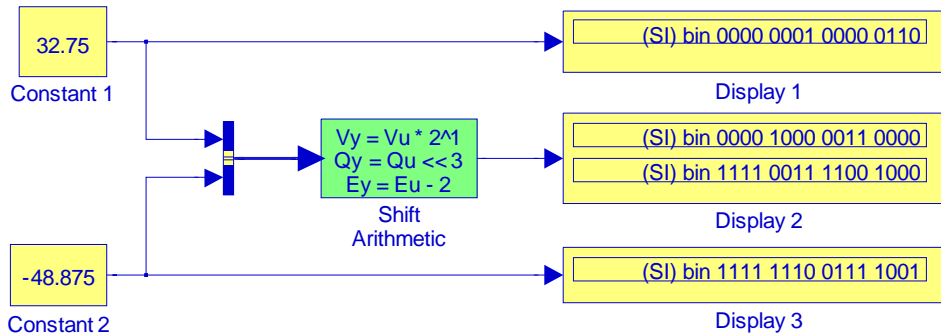 32.75
Constant 1
(SI) bin 0000 0001 0000 0110
Display 1
Vy = Vu * 2^1
Qy = Qu << 3
Ey = Eu - 2
Shift
Arithmetic
(SI) bin 0000 1000 0011 0000
(SI) bin 1111 0011 1100 1000
Display 2
-48.875
Constant 2
(SI) bin 1111 1110 0111 1001
Display 3